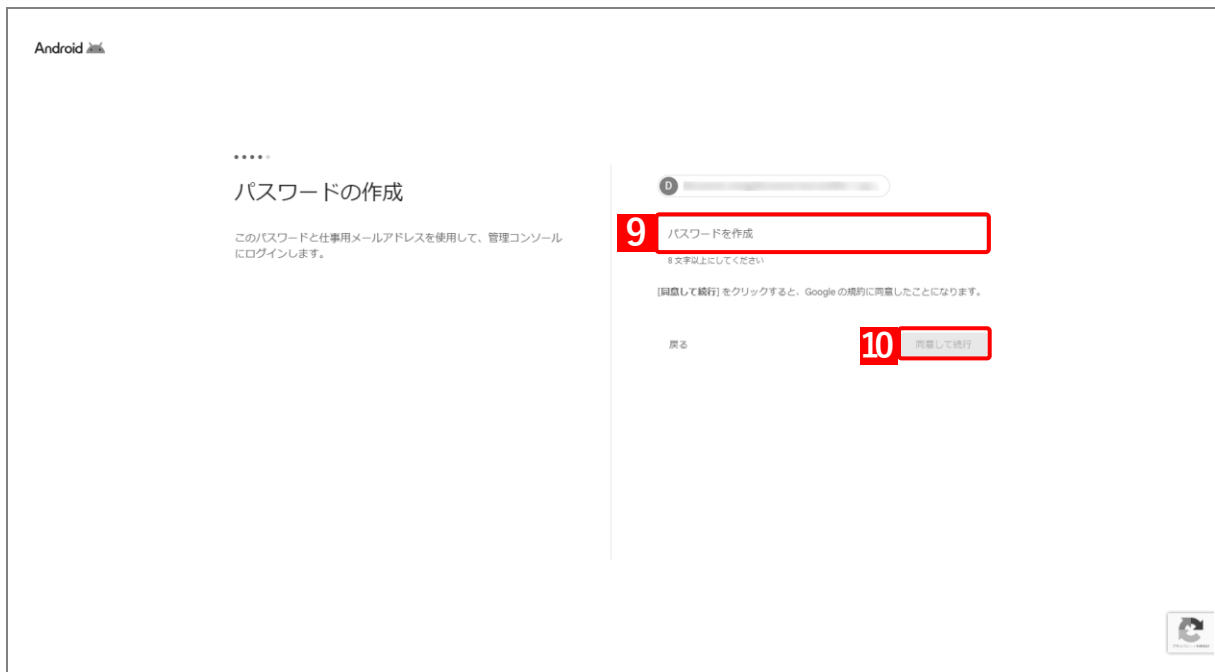 Android
パスワードの作成
このパスワードと仕事用メールアドレスを使用して、管理コンソール
にログインします。
D
9
パスワードを作成
8 文字以上にしてください
[同意して続行] をクリックすると、Google の規約に同意したことになります。
戻る
10
同意して続行